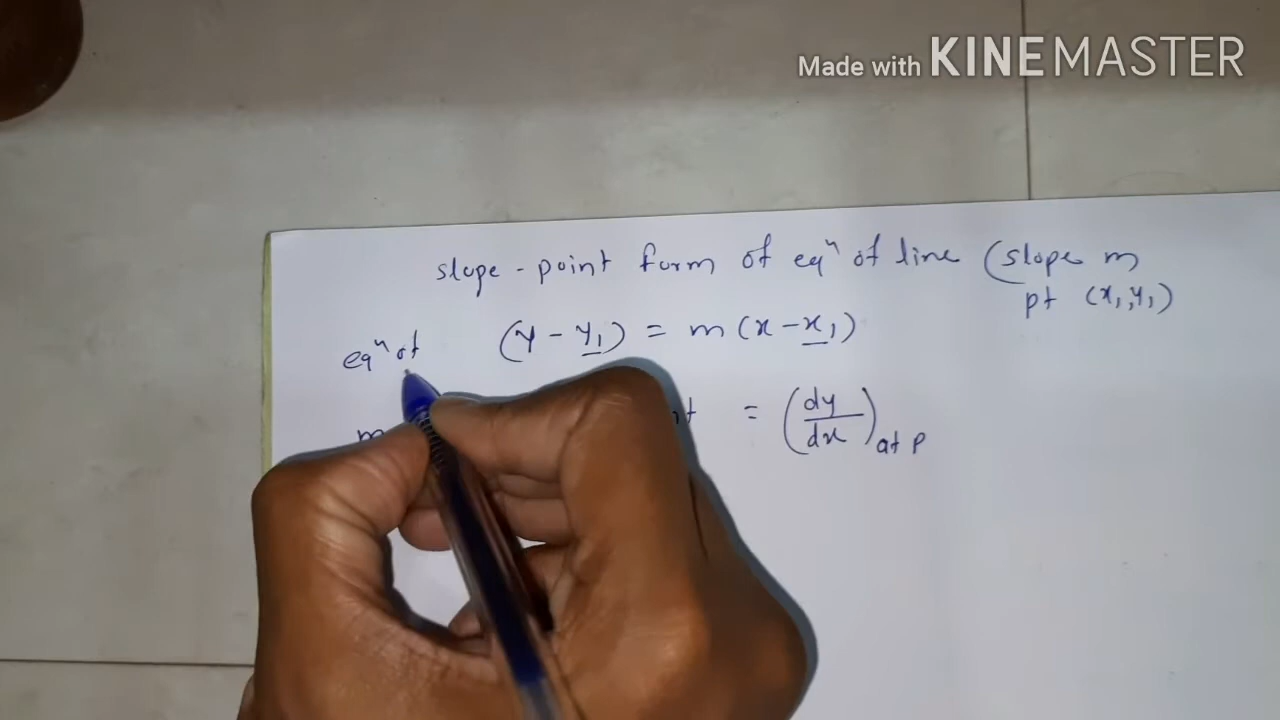 Made with KINEMASTER
slope - point form of eqⁿ of line (slope m
pt (x₁, y₁)
eqⁿ of (y - y₁) = m (x - x₁)
m = (dy/dx) at P